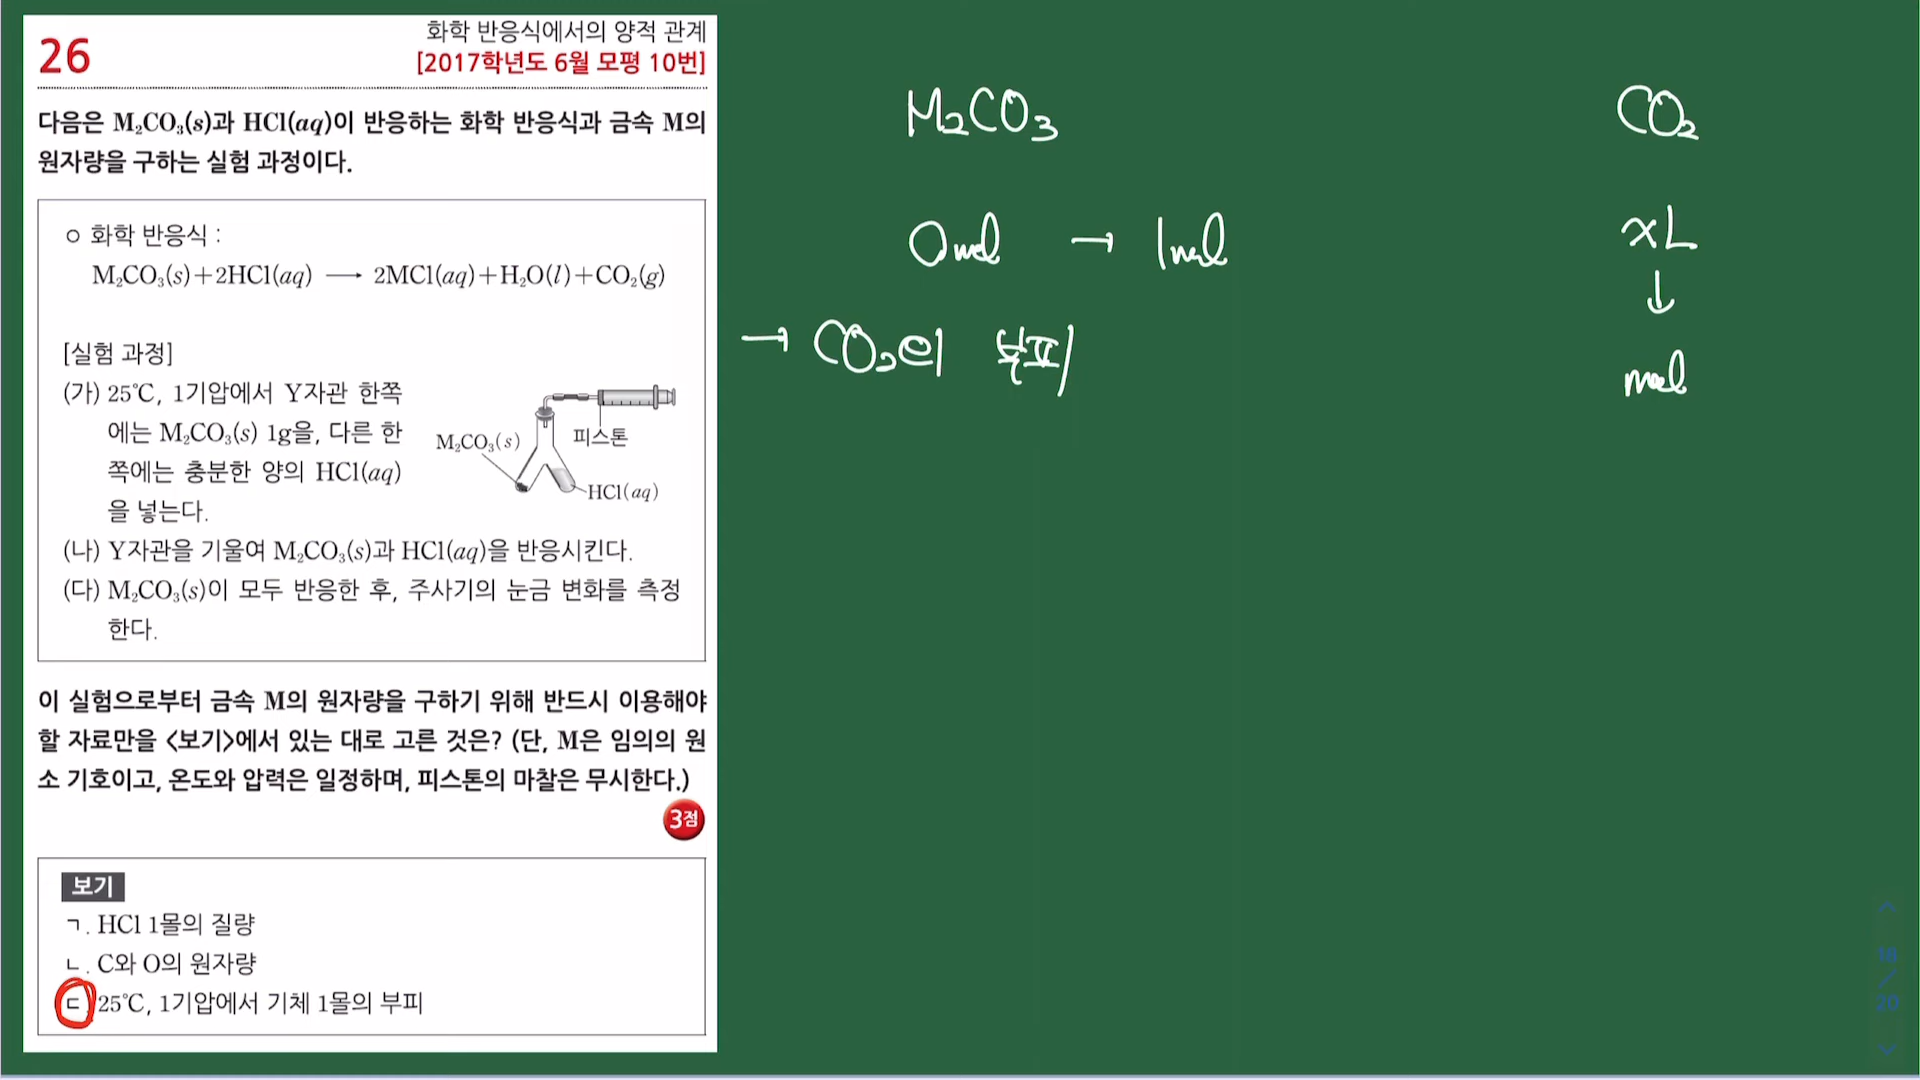 26
화학 반응식에서의 양적 관계
[2017학년도 6월 모평 10번]
다음은 M₂CO₃(s)과 HCl(aq)이 반응하는 화학 반응식과 금속 M의
원자량을 구하는 실험 과정이다.
○ 화학 반응식 :
M₂CO₃(s)+2HCl(aq) ⟶ 2MCl(aq)+H₂O(l)+CO₂(g)
[실험 과정]
(가) 25℃, 1기압에서 Y자관 한쪽
에는 M₂CO₃(s) 1g을, 다른 한
쪽에는 충분한 양의 HCl(aq)
을 넣는다.
M₂CO₃(s)
피스톤
HCl(aq)
(나) Y자관을 기울여 M₂CO₃(s)과 HCl(aq)을 반응시킨다.
(다) M₂CO₃(s)이 모두 반응한 후, 주사기의 눈금 변화를 측정
한다.
이 실험으로부터 금속 M의 원자량을 구하기 위해 반드시 이용해야
할 자료만을 <보기>에서 있는 대로 고른 것은? (단, M은 임의의 원
소 기호이고, 온도와 압력은 일정하며, 피스톤의 마찰은 무시한다.)
3점
보기
ㄱ. HCl 1몰의 질량
ㄴ. C와 O의 원자량
ㄷ. 25℃, 1기압에서 기체 1몰의 부피
M₂CO₃
0mol → 1mol
→ CO₂의 부피
CO₂
xL
↓
mol
18
/
20